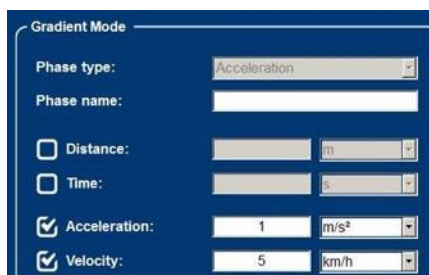 Gradient Mode
Phase type: Acceleration
Phase name:
Distance: m
Time: s
Acceleration: 1 m/s²
Velocity: 5 km/h